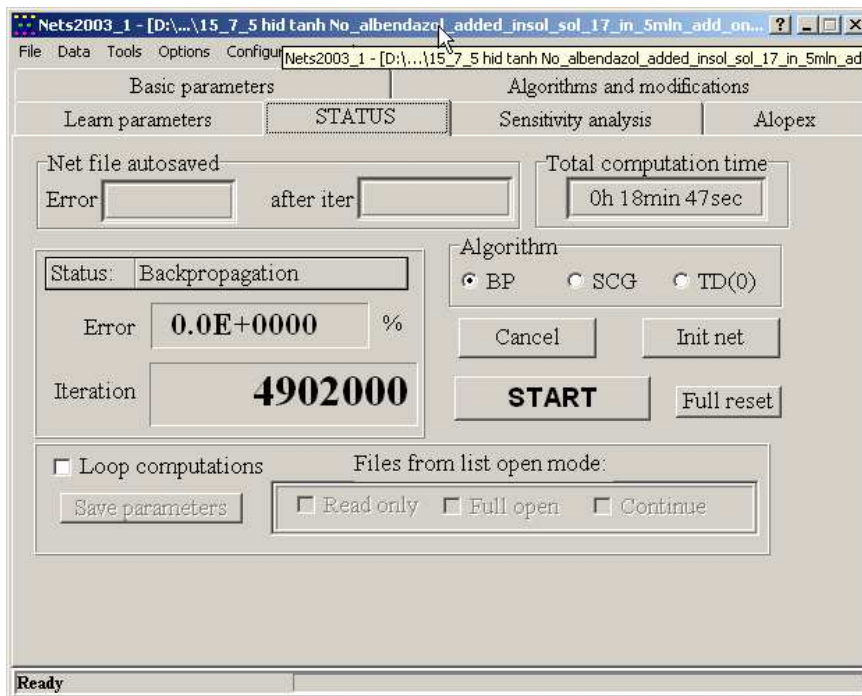 Nets2003_1 - [D:\...\15_7_5 hid tanh No_albendazol_added_insol_sol_17_in_5mln_add_on...
File Data Tools Options Configur
Nets2003_1 - [D:\...\15_7_5 hid tanh No_albendazol_added_insol_sol_17_in_5mln_ad
Basic parameters Algorithms and modifications
Learn parameters STATUS Sensitivity analysis Alopex
Net file autosaved Total computation time
Error after iter 0h 18min 47sec
Status: Backpropagation
Algorithm
BP SCG TD(0)
Error 0.0E+0000 %
Cancel Init net
Iteration 4902000
START Full reset
Loop computations Files from list open mode:
Save parameters Read only Full open Continue
Ready